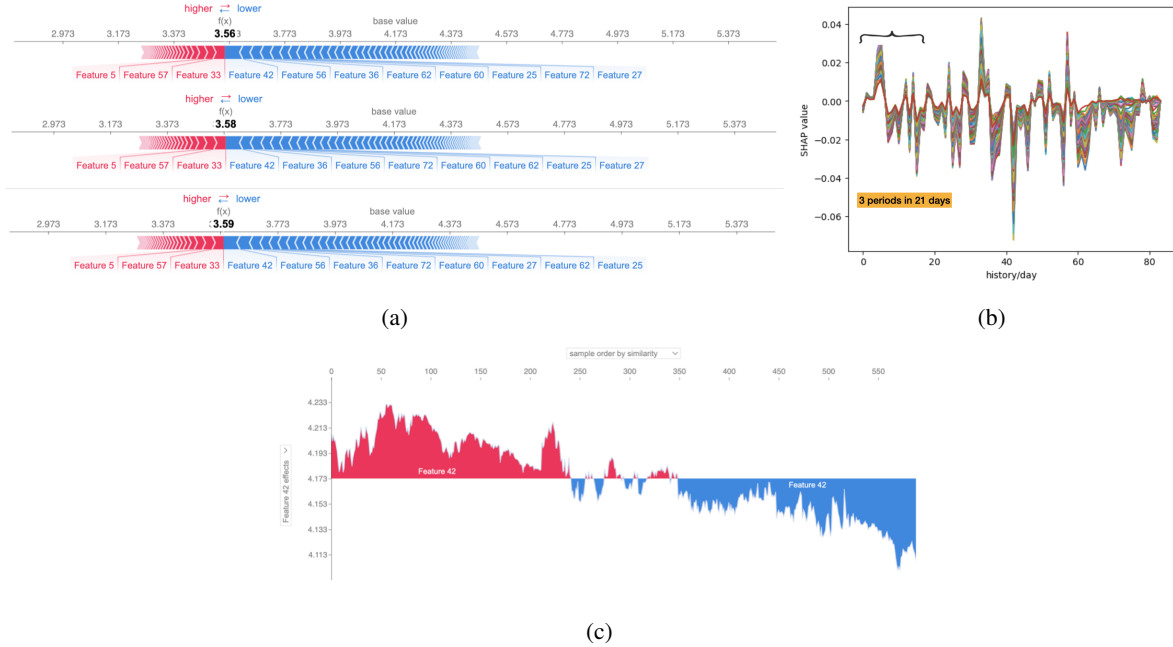 higher lower
f(x) base value
2.973 3.173 3.373 3.56 3.773 3.973 4.173 4.373 4.573 4.773 4.973 5.173 5.373
Feature 5 Feature 57 Feature 33 Feature 42 Feature 56 Feature 36 Feature 62 Feature 60 Feature 25 Feature 72 Feature 27
higher lower
f(x) base value
2.973 3.173 3.373 3.58 3.773 3.973 4.173 4.373 4.573 4.773 4.973 5.173 5.373
Feature 5 Feature 57 Feature 33 Feature 42 Feature 36 Feature 56 Feature 72 Feature 60 Feature 62 Feature 25 Feature 27
higher lower
f(x) base value
2.973 3.173 3.373 3.59 3.773 3.973 4.173 4.373 4.573 4.773 4.973 5.173 5.373
Feature 5 Feature 57 Feature 33 Feature 42 Feature 56 Feature 36 Feature 72 Feature 60 Feature 27 Feature 62 Feature 25
(a)
0.04
0.02
0.00
−0.02
−0.04
−0.06
SHAP value
3 periods in 21 days
0 20 40 60 80
history/day
(b)
sample order by similarity
0 50 100 150 200 250 300 350 400 450 500 550
4.233
4.213
4.193
4.173
4.153
4.133
4.113
Feature 42 effects
Feature 42
Feature 42
(c)